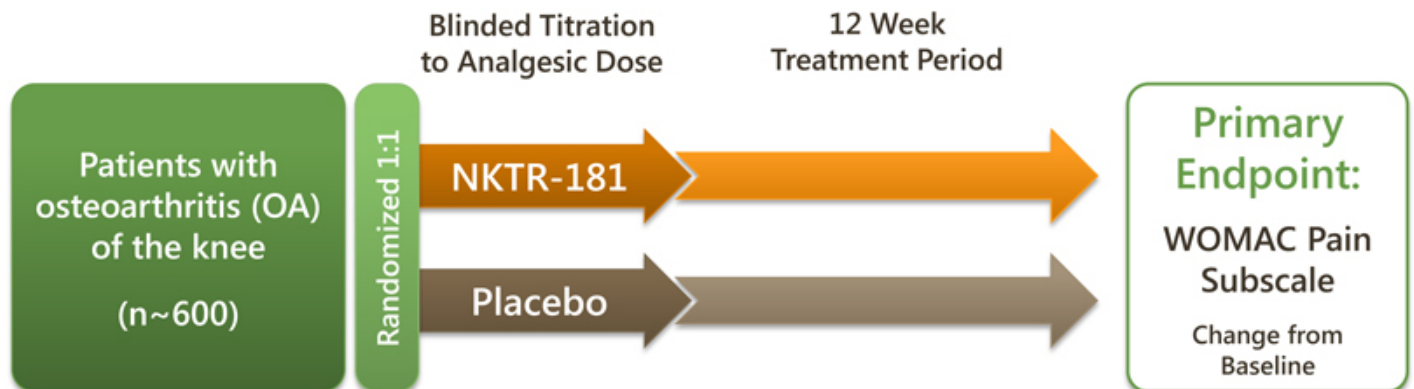 Blinded Titration
to Analgesic Dose
12 Week
Treatment Period
Patients with
osteoarthritis (OA)
of the knee
(n~600)
Randomized 1:1
NKTR-181
Placebo
Primary
Endpoint:
WOMAC Pain
Subscale
Change from
Baseline